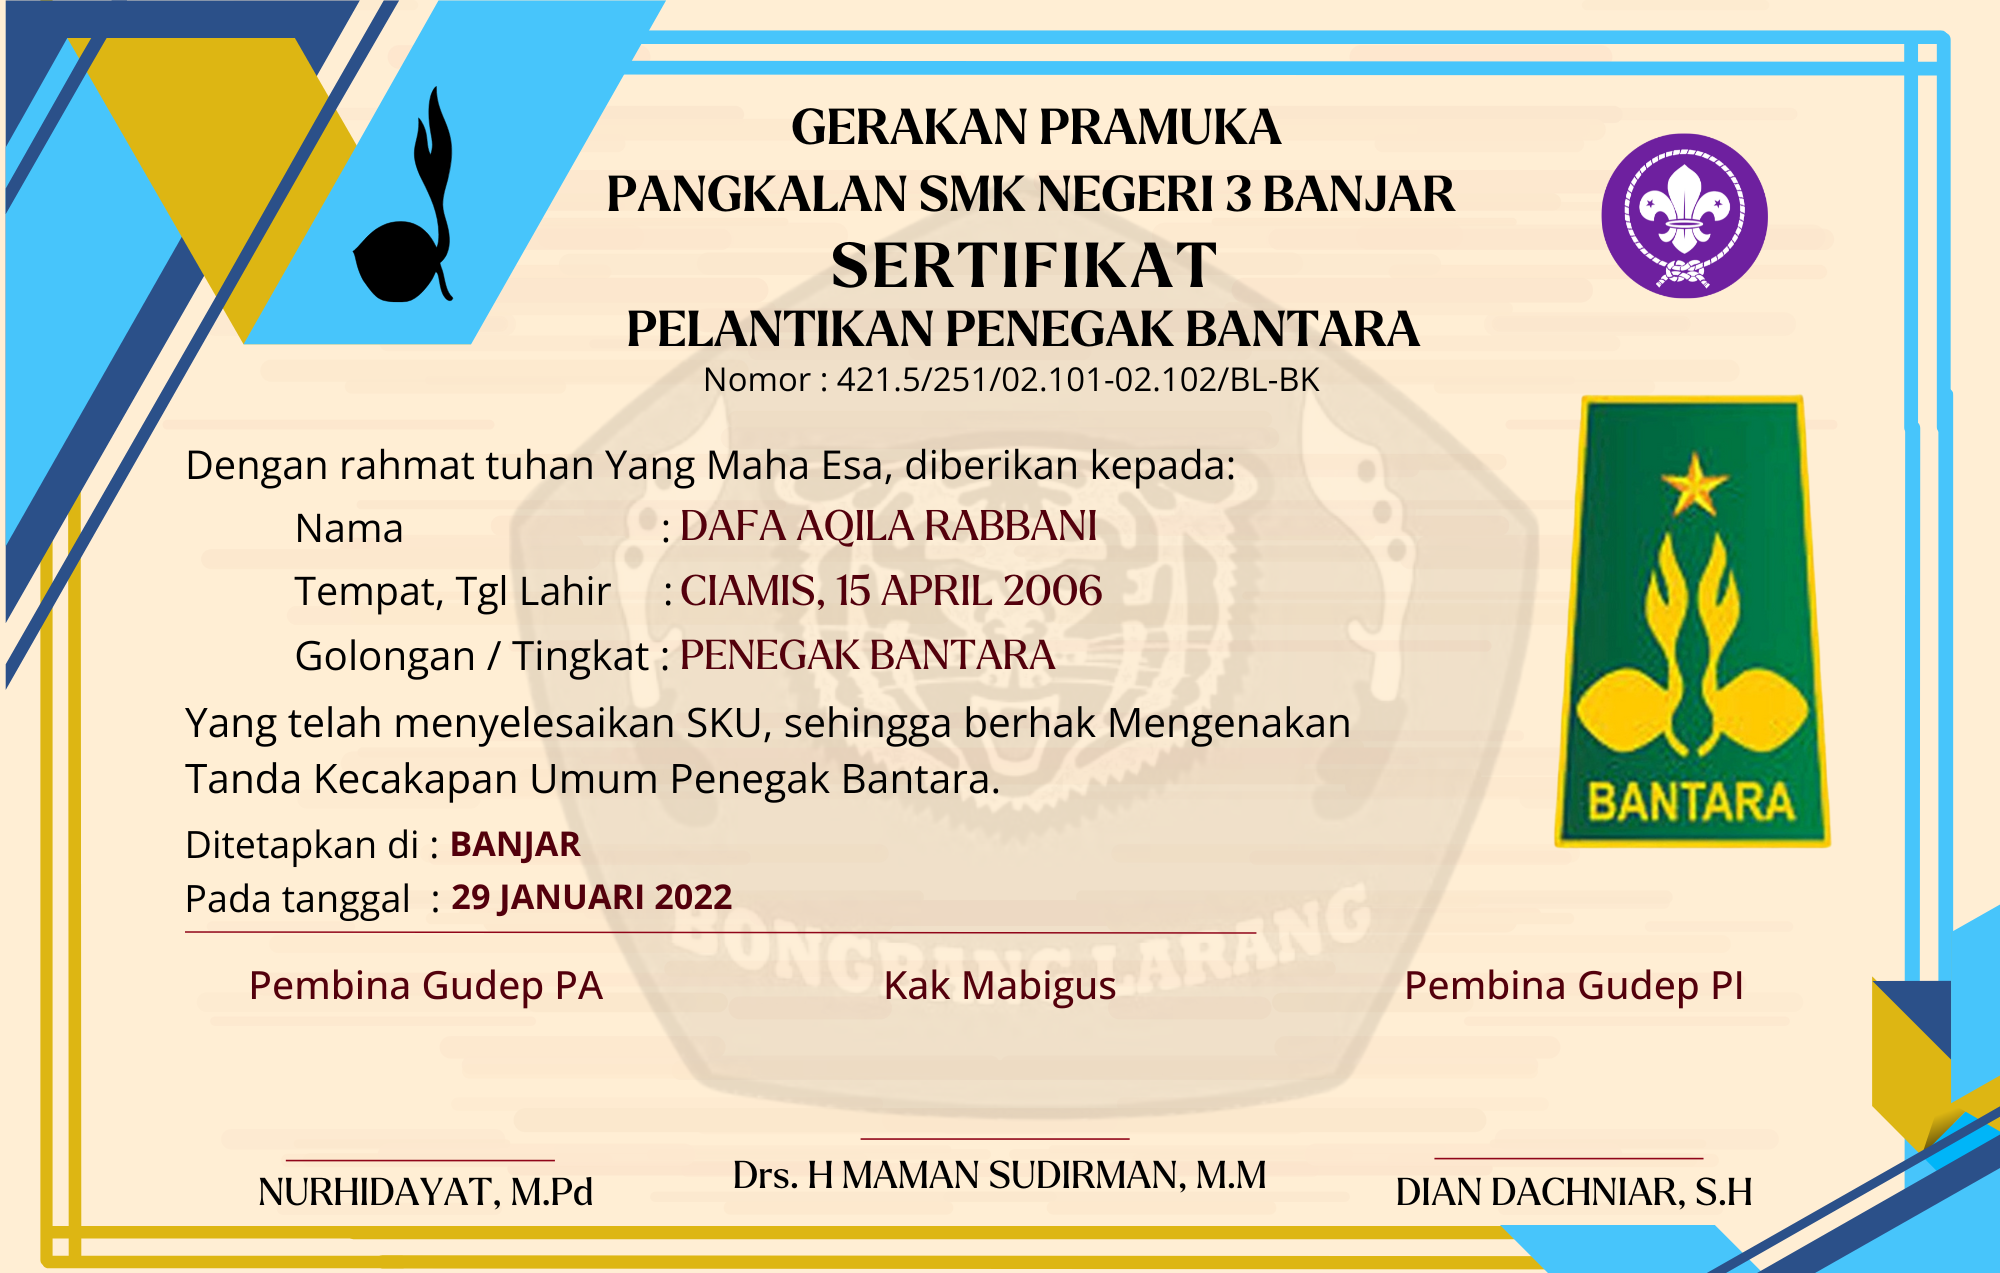 GERAKAN PRAMUKA
PANGKALAN SMK NEGERI 3 BANJAR
SERTIFIKAT
PELANTIKAN PENEGAK BANTARA
Nomor : 421.5/251/02.101-02.102/BL-BK
Dengan rahmat tuhan Yang Maha Esa, diberikan kepada:
Nama : DAFA AQILA RABBANI
Tempat, Tgl Lahir : CIAMIS, 15 APRIL 2006
Golongan / Tingkat : PENEGAK BANTARA
Yang telah menyelesaikan SKU, sehingga berhak Mengenakan
Tanda Kecakapan Umum Penegak Bantara.
BANTARA
Ditetapkan di : BANJAR
Pada tanggal : 29 JANUARI 2022
BONGBANG LARANG
Pembina Gudep PA Kak Mabigus Pembina Gudep PI
NURHIDAYAT, M.Pd Drs. H MAMAN SUDIRMAN, M.M DIAN DACHNIAR, S.H